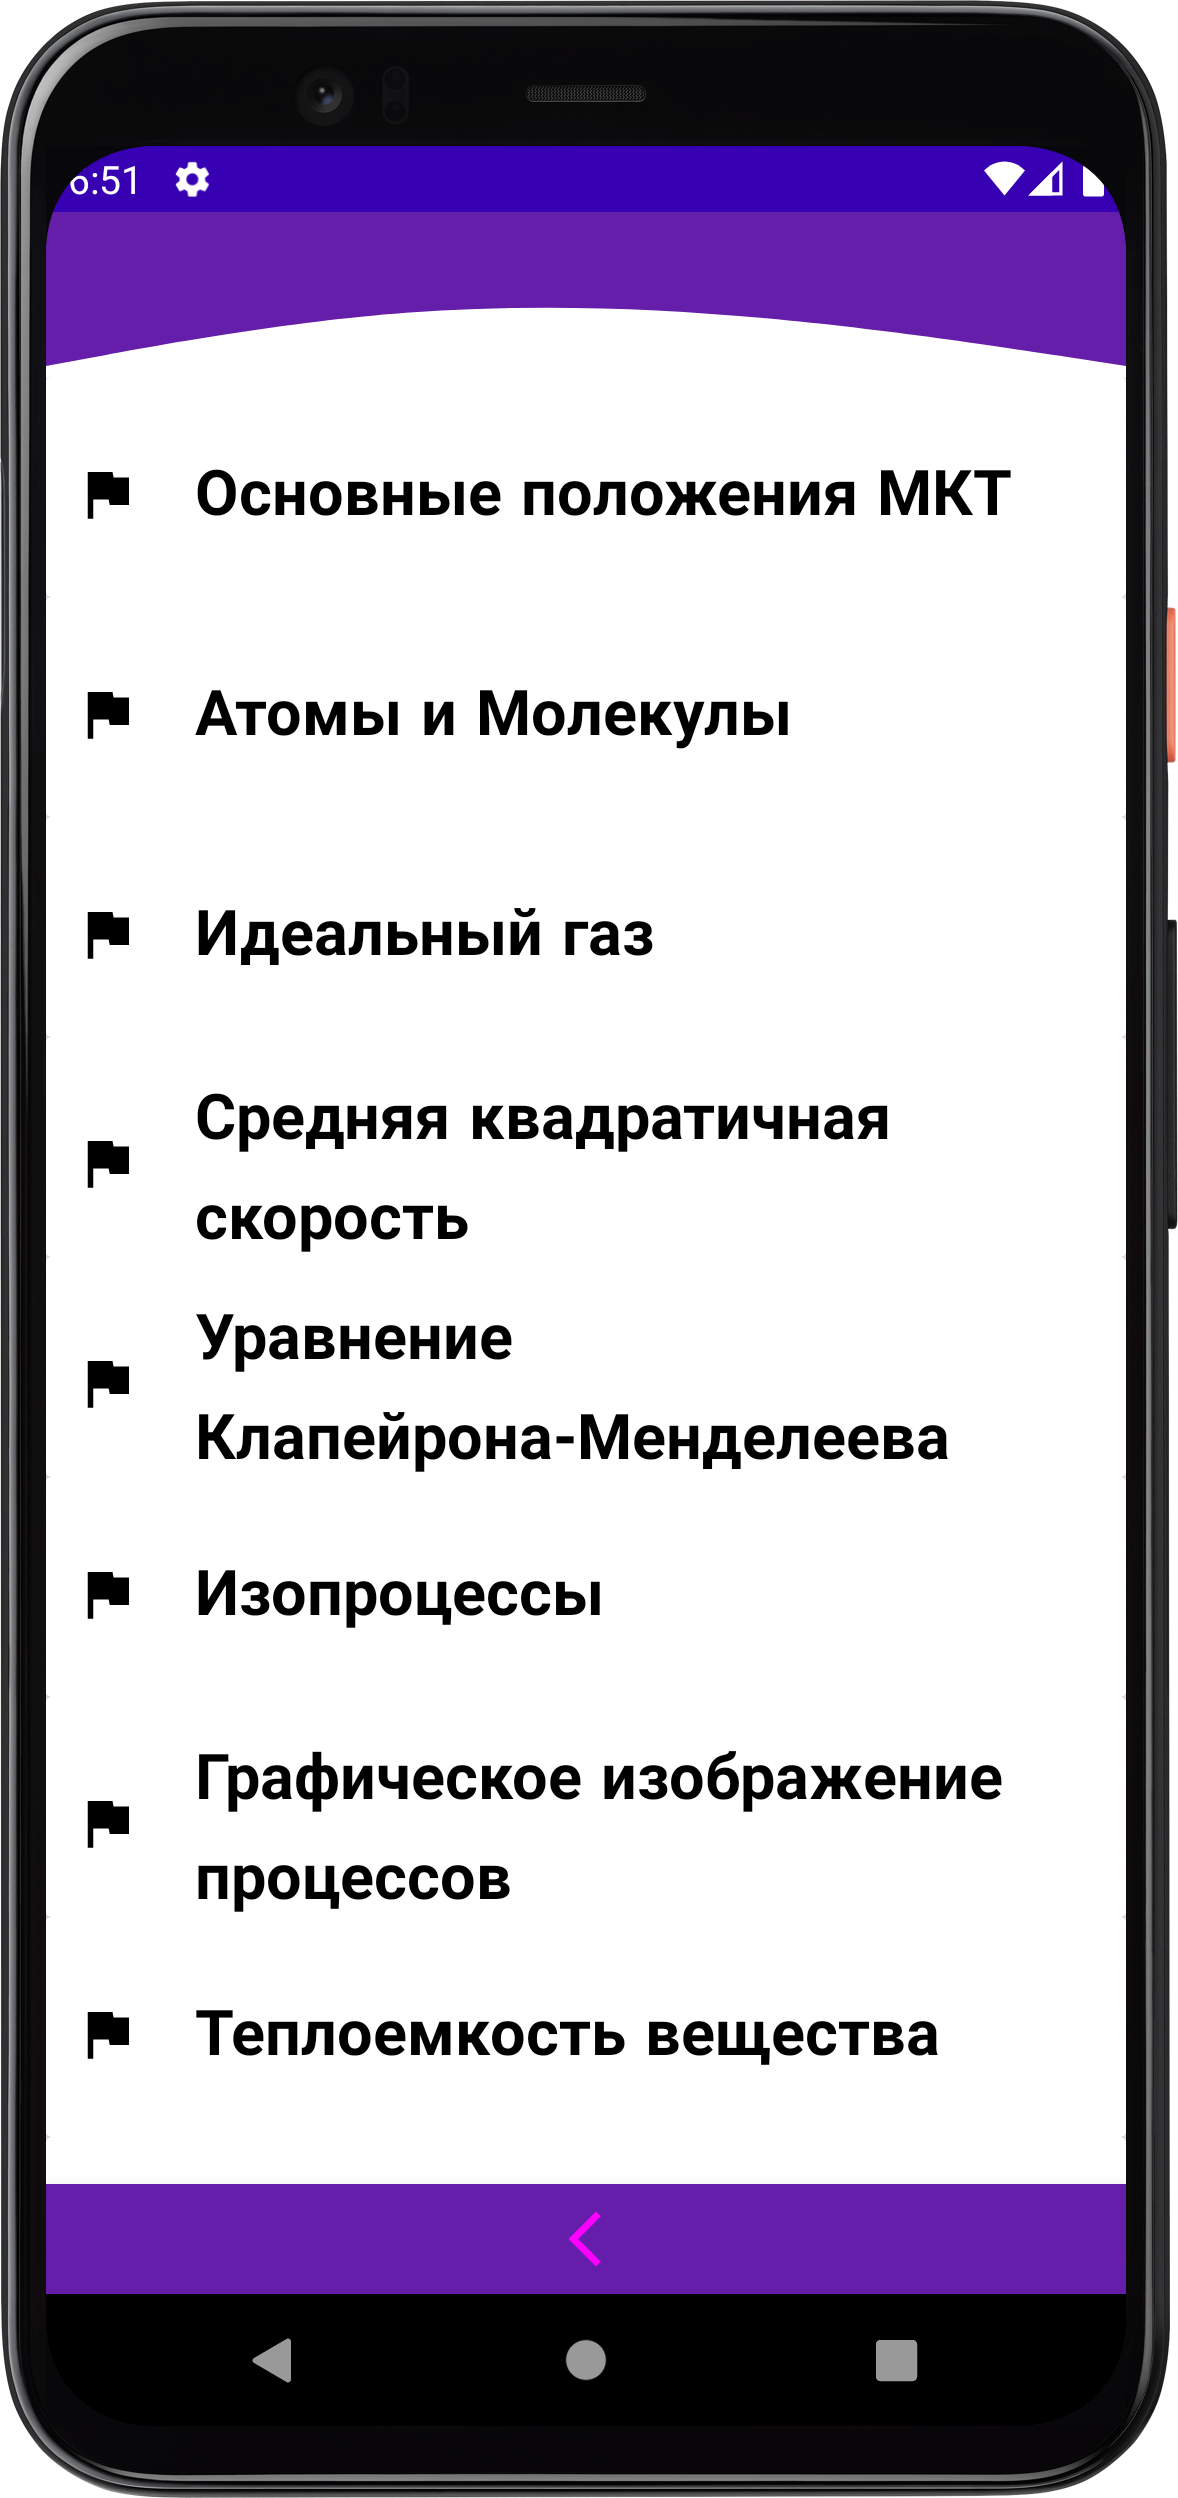 6:51
Основные положения МКТ
Атомы и Молекулы
Идеальный газ
Средняя квадратичная
скорость
Уравнение
Клапейрона-Менделеева
Изопроцессы
Графическое изображение
процессов
Теплоемкость вещества